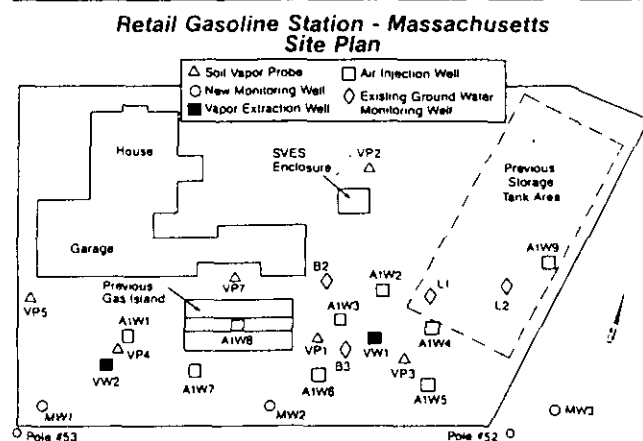 Retail Gasoline Station - Massachusetts
Site Plan
Soil Vapor Probe
Air Injection Well
New Monitoring Well
Existing Ground Water
Monitoring Well
Vapor Extraction Well
House
SVES
Enclosure
VP2
Previous
Storage
Tank Area
Garage
A1W9
B2
A1W2
L1
L2
Previous
Gas Island
VP7
VP5
A1W1
A1W3
A1W8
VP4
VP1
VW1
A1W4
VW2
B3
VP3
A1W7
A1W6
A1W5
MW1
MW2
MW3
Pole #53
Pole #52